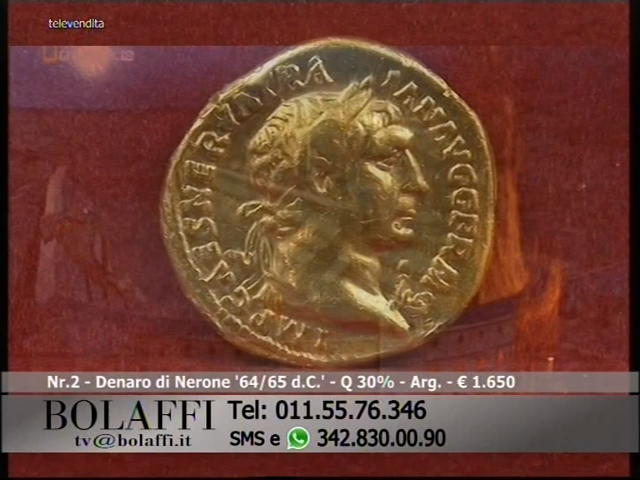 televendita
IMP CAES NERVA TRAIAN AVG GERM
Nr.2 - Denaro di Nerone '64/65 d.C.' - Q 30% - Arg. - € 1.650
BOLAFFI
tv@bolaffi.it
Tel: 011.55.76.346
SMS e 342.830.00.90